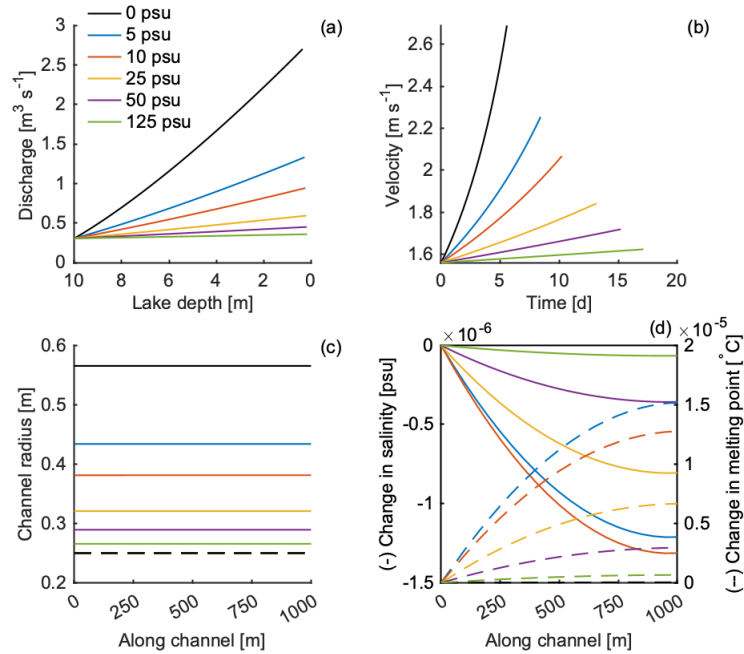 (a)
0 psu
5 psu
10 psu
25 psu
50 psu
125 psu
Discharge [m³ s⁻¹]
3
2.5
2
1.5
1
0.5
0
10 8 6 4 2 0
Lake depth [m]
(b)
Velocity [m s⁻¹]
2.6
2.4
2.2
2
1.8
1.6
0 5 10 15 20
Time [d]
(c)
Channel radius [m]
0.6
0.5
0.4
0.3
0.2
0 250 500 750 1000
Along channel [m]
(d)
×10⁻⁶
×10⁻⁵
(-) Change in salinity [psu]
0
-0.5
-1
-1.5
2
1.5
1
0.5
0
(--) Change in melting point [°C]
0 250 500 750 1000
Along channel [m]